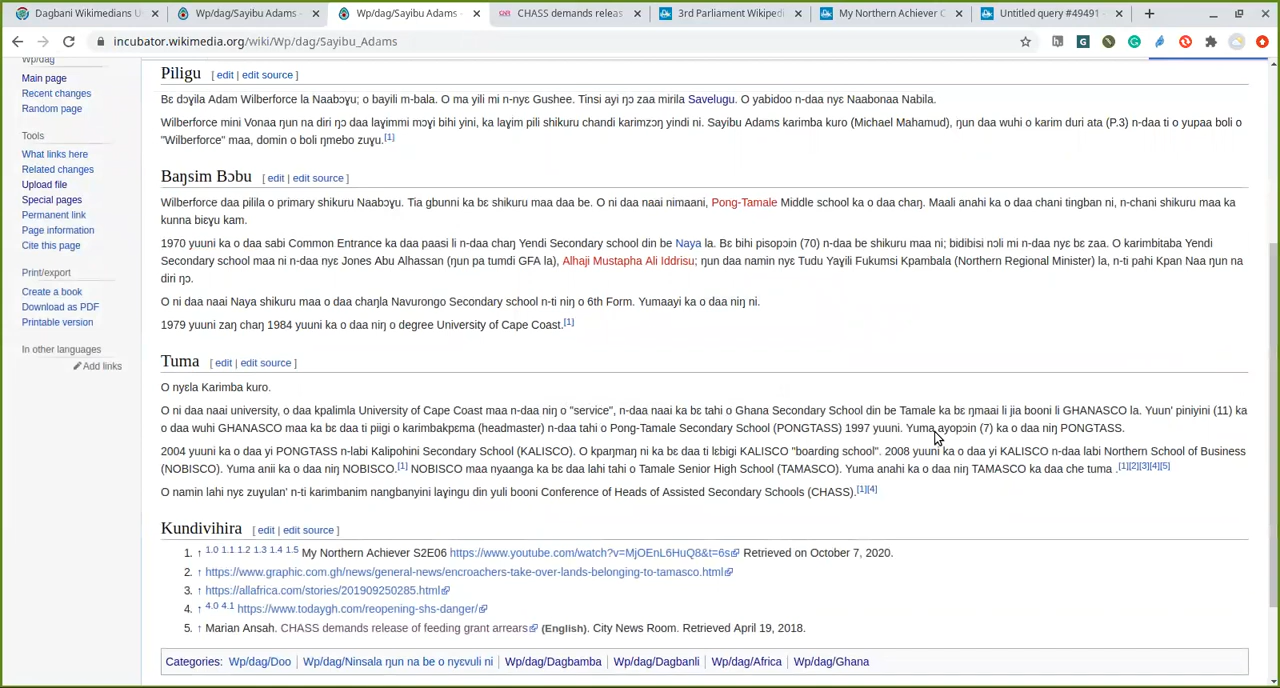 Dagbani Wikimedians U
Wp/dag/Sayibu Adams -
Wp/dag/Sayibu Adams -
CHASS demands releas
3rd Parliament Wikiped
My Northern Achiever C
Untitled query #49491 -
incubator.wikimedia.org/wiki/Wp/dag/Sayibu_Adams
Wp/dag
Main page
Recent changes
Random page
Tools
What links here
Related changes
Upload file
Special pages
Permanent link
Page information
Cite this page
Print/export
Create a book
Download as PDF
Printable version
In other languages
Add links
Piligu [ edit | edit source ]
Bɛ dɔɣila Adam Wilberforce la Naabɔɣu; o bayili m-bala. O ma yili mi n-nyɛ Gushee. Tinsi ayi ŋɔ zaa mirila Savelugu. O yabidoo n-daa nyɛ Naabonaa Nabila.
Wilberforce mini Vonaa ŋun na diri ŋɔ daa laɣimmi mɔɣi bihi yini, ka laɣim pili shikuru chandi karimzɔŋ yindi ni. Sayibu Adams karimba kuro (Michael Mahamud), ŋun daa wuhi o karim duri ata (P.3) n-daa ti o yupaa boli o
"Wilberforce" maa, domin o boli ŋmebo zuɣu.[1]
Baŋsim Bɔbu [ edit | edit source ]
Wilberforce daa pilila o primary shikuru Naabɔɣu. Tia gbunni ka bɛ shikuru maa daa be. O ni daa naai nimaani, Pong-Tamale Middle school ka o daa chaŋ. Maali anahi ka o daa chani tingban ni, n-chani shikuru maa ka
kunna biɛɣu kam.
1970 yuuni ka o daa sabi Common Entrance ka daa paasi li n-daa chaŋ Yendi Secondary school din be Naya la. Bɛ bihi pisopɔin (70) n-daa be shikuru maa ni; bidibisi nɔli mi n-daa nyɛ bɛ zaa. O karimbitaba Yendi
Secondary school maa ni n-daa nyɛ Jones Abu Alhassan (ŋun pa tumdi GFA la), Alhaji Mustapha Ali Iddrisu; ŋun daa namin nyɛ Tudu Yaɣili Fukumsi Kpambala (Northern Regional Minister) la, n-ti pahi Kpan Naa ŋun na
diri ŋɔ.
O ni daa naai Naya shikuru maa o daa chaŋla Navurongo Secondary school n-ti niŋ o 6th Form. Yumaayi ka o daa niŋ ni.
1979 yuuni zaŋ chaŋ 1984 yuuni ka o daa niŋ o degree University of Cape Coast.[1]
Tuma [ edit | edit source ]
O nyɛla Karimba kuro.
O ni daa naai university, o daa kpalimla University of Cape Coast maa n-daa niŋ o "service", n-daa naai ka bɛ tahi o Ghana Secondary School din be Tamale ka bɛ ŋmaai li jia booni li GHANASCO la. Yuun' piniyini (11) ka
o daa wuhi GHANASCO maa ka bɛ daa ti piigi o karimbakpɛma (headmaster) n-daa tahi o Pong-Tamale Secondary School (PONGTASS) 1997 yuuni. Yuma ayopɔin (7) ka o daa niŋ PONGTASS.
2004 yuuni ka o daa yi PONGTASS n-labi Kalipohini Secondary School (KALISCO). O kpaŋmaŋ ni ka bɛ daa ti lɛbigi KALISCO "boarding school". 2008 yuuni ka o daa yi KALISCO n-daa labi Northern School of Business
(NOBISCO). Yuma anii ka o daa niŋ NOBISCO.[1] NOBISCO maa nyaanga ka bɛ daa lahi tahi o Tamale Senior High School (TAMASCO). Yuma anahi ka o daa niŋ TAMASCO ka daa che tuma .[1][2][3][4][5]
O namin lahi nyɛ zuɣulan' n-ti karimbanim nangbanyini laɣingu din yuli booni Conference of Heads of Assisted Secondary Schools (CHASS).[1][4]
Kundivihira [ edit | edit source ]
1. ↑ 1.0 1.1 1.2 1.3 1.4 1.5 My Northern Achiever S2E06 https://www.youtube.com/watch?v=MjOEnL6HuQ8&t=6s Retrieved on October 7, 2020.
2. ↑ https://www.graphic.com.gh/news/general-news/encroachers-take-over-lands-belonging-to-tamasco.html
3. ↑ https://allafrica.com/stories/201909250285.html
4. ↑ 4.0 4.1 https://www.todaygh.com/reopening-shs-danger/
5. ↑ Marian Ansah. CHASS demands release of feeding grant arrears (English). City News Room. Retrieved April 19, 2018.
Categories: Wp/dag/Doo | Wp/dag/Ninsala ŋun na be o nyɛvuli ni | Wp/dag/Dagbamba | Wp/dag/Dagbanli | Wp/dag/Africa | Wp/dag/Ghana